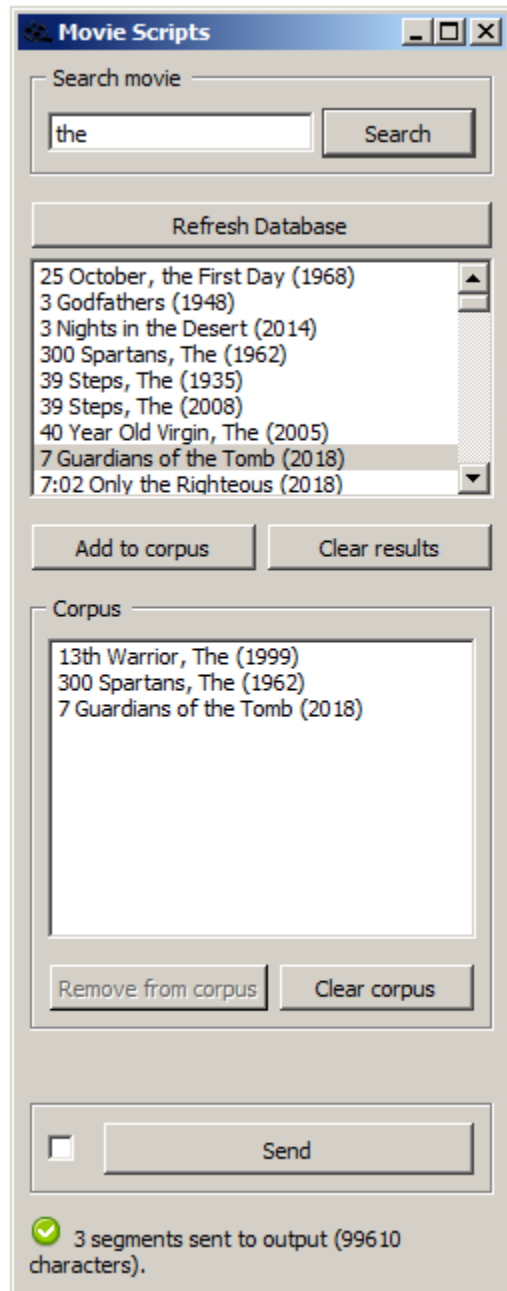 Movie Scripts
Search movie
the
Search
Refresh Database
25 October, the First Day (1968)
3 Godfathers (1948)
3 Nights in the Desert (2014)
300 Spartans, The (1962)
39 Steps, The (1935)
39 Steps, The (2008)
40 Year Old Virgin, The (2005)
7 Guardians of the Tomb (2018)
7:02 Only the Righteous (2018)
Add to corpus
Clear results
Corpus
13th Warrior, The (1999)
300 Spartans, The (1962)
7 Guardians of the Tomb (2018)
Remove from corpus
Clear corpus
Send
3 segments sent to output (99610
characters).